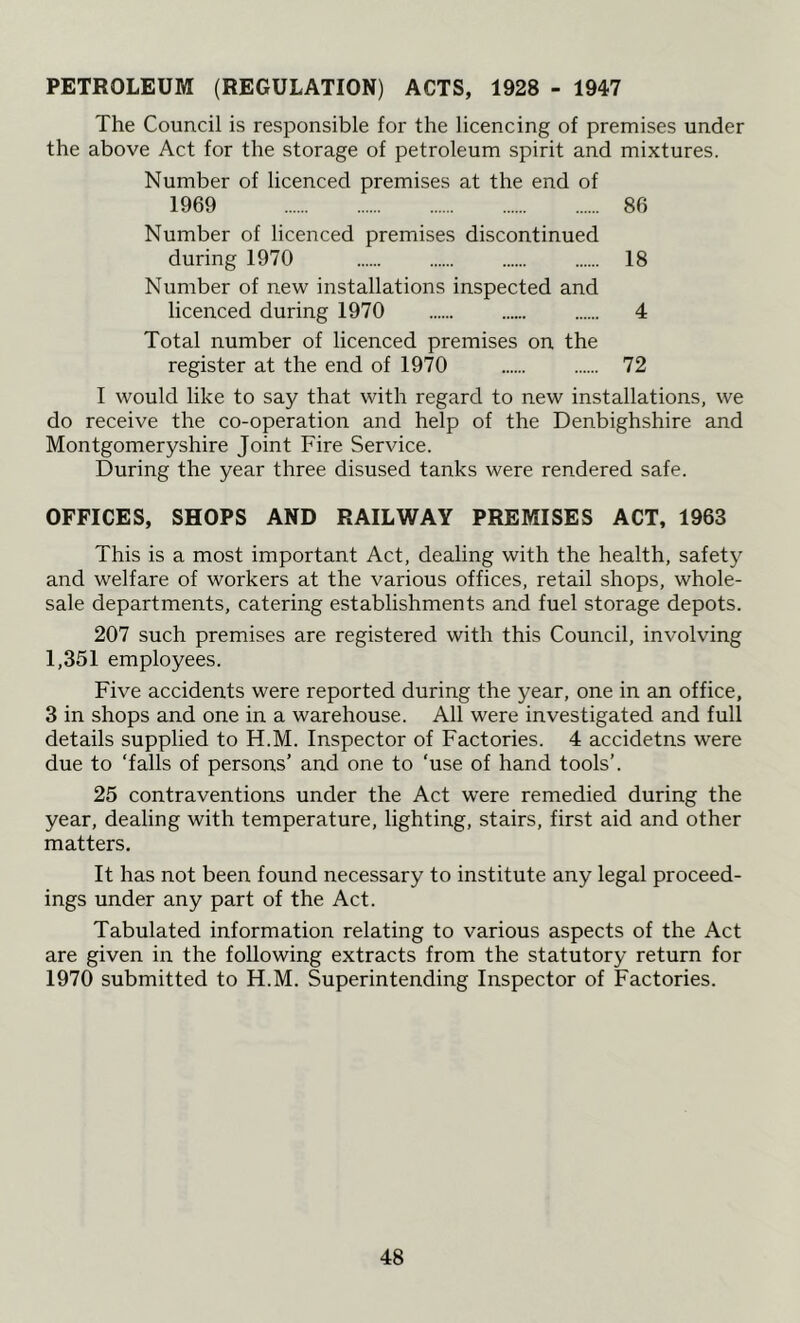 PETROLEUM (REGULATION) ACTS, 1928 - 1947
The Council is responsible for the licencing of premises under
the above Act for the storage of petroleum spirit and mixtures.
Number of licenced premises at the end of
1969 ...... ...... ...... ...... ...... 86
Number of licenced premises discontinued
during 1970 ...... ...... ...... ...... 18
Number of new installations inspected and
licenced during 1970 ...... ...... ...... 4
Total number of licenced premises on the
register at the end of 1970 ...... ...... 72
I would like to say that with regard to new installations, we
do receive the co-operation and help of the Denbighshire and
Montgomeryshire Joint Fire Service.
During the year three disused tanks were rendered safe.
OFFICES, SHOPS AND RAILWAY PREMISES ACT, 1963
This is a most important Act, dealing with the health, safety
and welfare of workers at the various offices, retail shops, whole-
sale departments, catering establishments and fuel storage depots.
207 such premises are registered with this Council, involving
1,351 employees.
Five accidents were reported during the year, one in an office,
3 in shops and one in a warehouse. All were investigated and full
details supplied to H.M. Inspector of Factories. 4 accidetns were
due to 'falls of persons' and one to 'use of hand tools'.
25 contraventions under the Act were remedied during the
year, dealing with temperature, lighting, stairs, first aid and other
matters.
It has not been found necessary to institute any legal proceed-
ings under any part of the Act.
Tabulated information relating to various aspects of the Act
are given in the following extracts from the statutory return for
1970 submitted to H.M. Superintending Inspector of Factories.
48